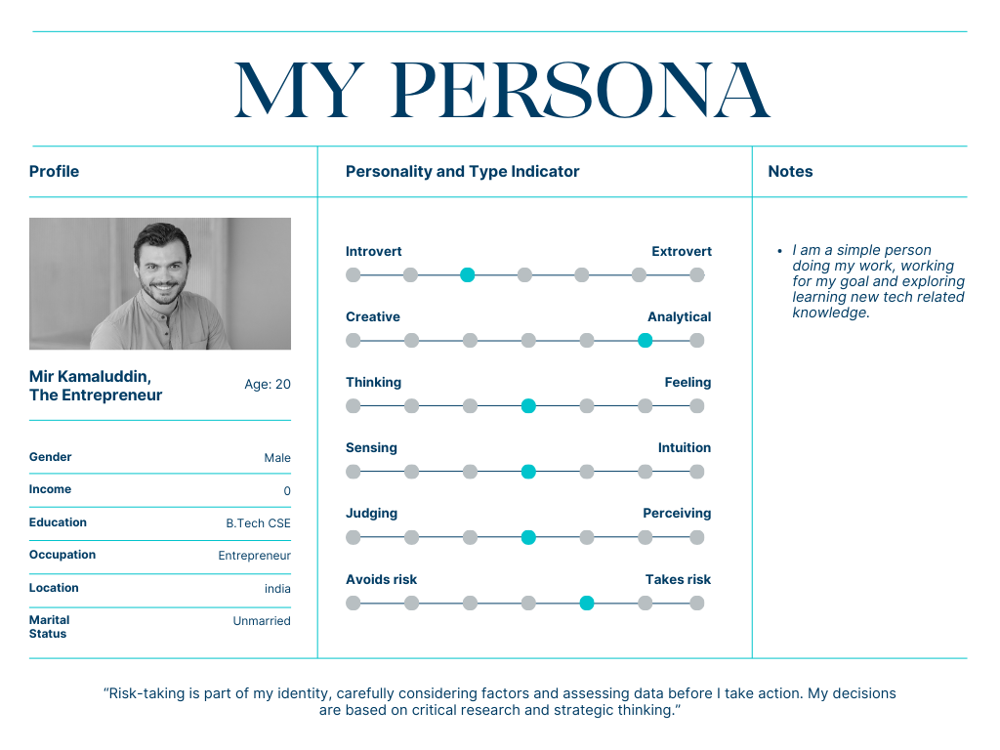 MY PERSONA
Profile
Personality and Type Indicator
Notes
Mir Kamaluddin,
The Entrepreneur
Age: 20
Gender Male
Income 0
Education B.Tech CSE
Occupation Entrepreneur
Location india
Marital
Status
Unmarried
Introvert Extrovert
Creative Analytical
Thinking Feeling
Sensing Intuition
Judging Perceiving
Avoids risk Takes risk
• I am a simple person
doing my work, working
for my goal and exploring
learning new tech related
knowledge.
“Risk-taking is part of my identity, carefully considering factors and assessing data before I take action. My decisions
are based on critical research and strategic thinking.”